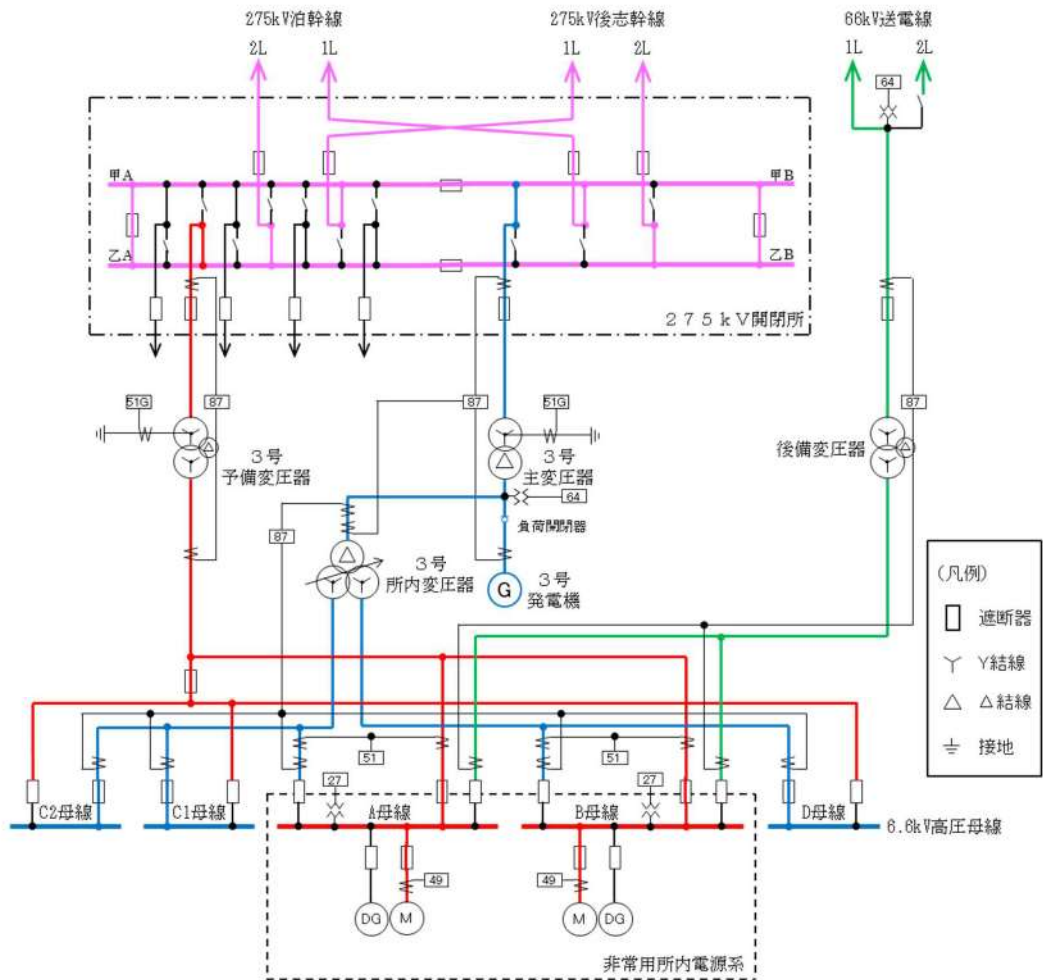 275kV泊幹線
275kV後志幹線
66kV送電線
2L
1L
1L
2L
1L
2L
64
甲A
甲B
乙A
乙B
275kV開閉所
51G
87
87
51G
87
3号
予備変圧器
3号
主変圧器
後備変圧器
64
負荷開閉器
87
3号
所内変圧器
G
3号
発電機
(凡例)
遮断器
Y結線
△結線
接地
51
51
27
27
C2母線
C1母線
A母線
B母線
D母線
6.6kV高圧母線
49
49
DG
M
M
DG
非常用所内電源系